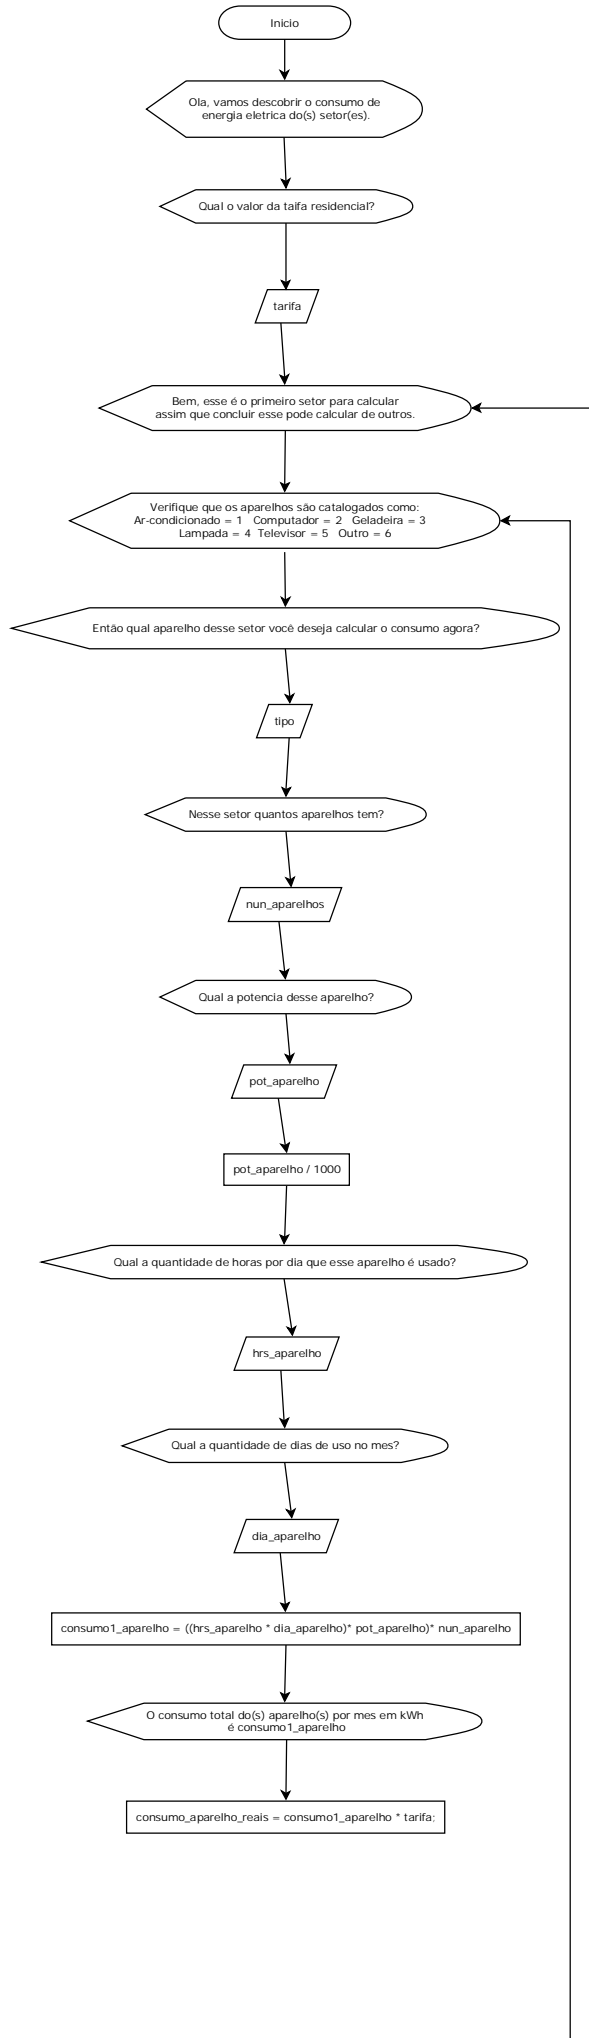 Inicio
Ola, vamos descobrir o consumo de
energia eletrica do(s) setor(es).
Qual o valor da taifa residencial?
tarifa
Bem, esse é o primeiro setor para calcular
assim que concluir esse pode calcular de outros.
Verifique que os aparelhos são catalogados como:
Ar-condicionado = 1   Computador = 2   Geladeira = 3
Lampada = 4  Televisor = 5   Outro = 6
Então qual aparelho desse setor você deseja calcular o consumo agora?
tipo
Nesse setor quantos aparelhos tem?
nun_aparelhos
Qual a potencia desse aparelho?
pot_aparelho
pot_aparelho / 1000
Qual a quantidade de horas por dia que esse aparelho é usado?
hrs_aparelho
Qual a quantidade de dias de uso no mes?
dia_aparelho
consumo1_aparelho = ((hrs_aparelho * dia_aparelho)* pot_aparelho)* nun_aparelho
O consumo total do(s) aparelho(s) por mes em kWh
é consumo1_aparelho
consumo_aparelho_reais = consumo1_aparelho * tarifa;